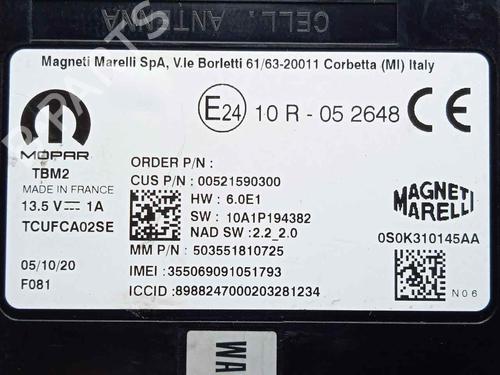 CELL. ANTENNA
Magneti Marelli SpA, V.le Borletti 61/63-20011 Corbetta (MI) Italy
E24 10 R - 05 2648 CE
MOPAR
TBM2
MADE IN FRANCE
13.5 V⎓ 1A
TCUFCA02SE
05/10/20
F081
ORDER P/N :
CUS P/N : 00521590300
HW : 6.0E1
SW : 10A1P194382
NAD SW : 2.2_2.0
MM P/N : 503551810725
IMEI : 355069091051793
ICCID : 8988247000203281234
MAGNETI
MARELLI
0S0K310145AA
N06
WA